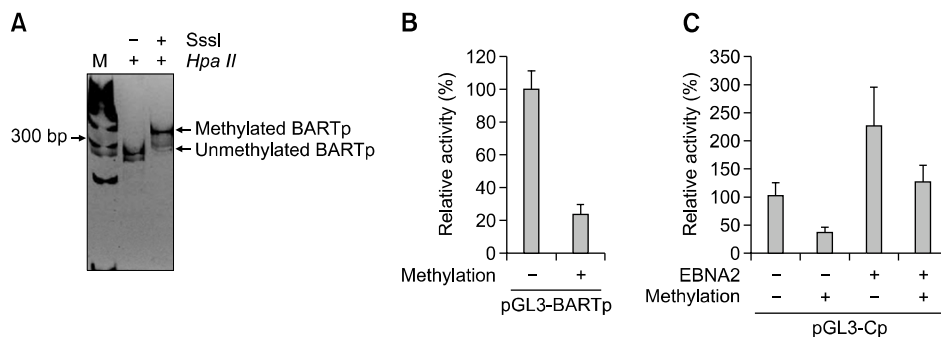 A
− + SssI
M + + Hpa II
300 bp
Methylated BARTp
Unmethylated BARTp
B
Relative activity (%)
120
100
80
60
40
20
0
Methylation − +
pGL3-BARTp
C
Relative activity (%)
350
300
250
200
150
100
50
0
EBNA2 − − + +
Methylation − + − +
pGL3-Cp